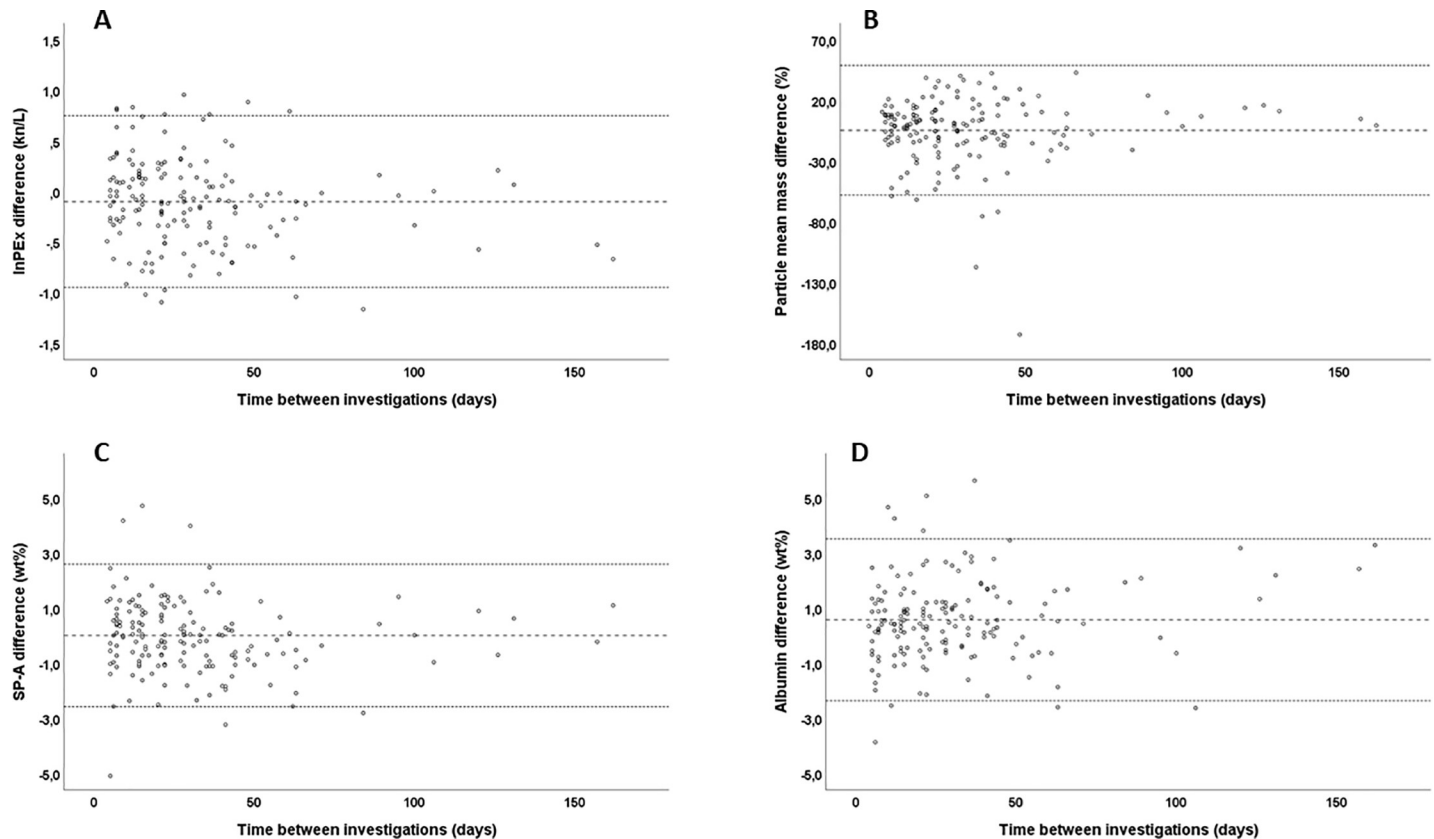 A
1,5
1,0
,5
,0
-,5
-1,0
-1,5
lnPEx difference (kn/L)
0 50 100 150
Time between investigations (days)
B
70,0
20,0
-30,0
-80,0
-130,0
-180,0
Particle mean mass difference (%)
0 50 100 150
Time between investigations (days)
C
5,0
3,0
1,0
-1,0
-3,0
-5,0
SP-A difference (wt%)
0 50 100 150
Time between investigations (days)
D
5,0
3,0
1,0
-1,0
-3,0
-5,0
Albumin difference (wt%)
0 50 100 150
Time between investigations (days)